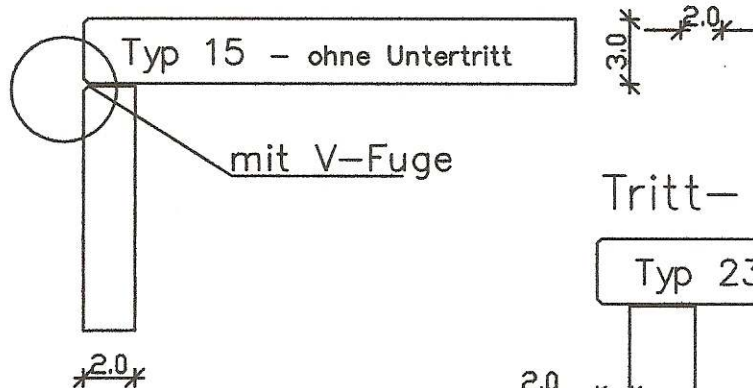 Typ 15 – ohne Untertritt
3.0
2.0
mit V–Fuge
Tritt–
Typ 23
2.0
2.0